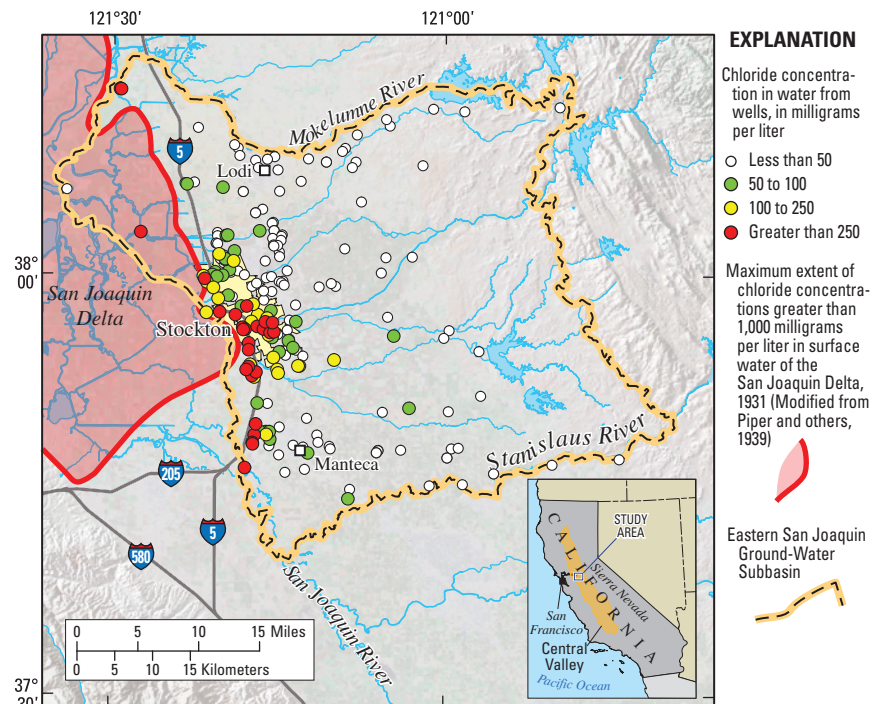 121°30'
121°00'
Mokelumne River
5
Lodi
38°
00'
San Joaquin
Delta
Stockton
Stanislaus River
Manteca
205
5
580
San Joaquin River
0 5 10 15 Miles
0 5 10 15 Kilometers
37°
30'
CALIFORNIA
STUDY
AREA
Sierra Nevada
San
Francisco
Central
Valley
Pacific Ocean
EXPLANATION
Chloride concentra-
tion in water from
wells, in milligrams
per liter
Less than 50
50 to 100
100 to 250
Greater than 250
Maximum extent of
chloride concentra-
tions greater than
1,000 milligrams
per liter in surface
water of the
San Joaquin Delta,
1931 (Modified from
Piper and others,
1939)
Eastern San Joaquin
Ground-Water
Subbasin